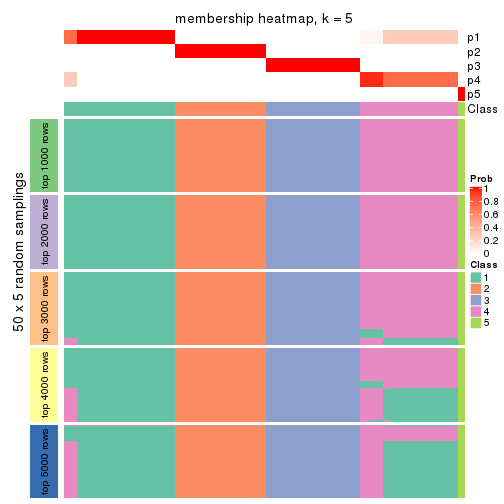 membership heatmap, k = 5
p1
p2
p3
p4
p5
Class
50 x 5 random samplings
top 1000 rows
top 2000 rows
top 3000 rows
top 4000 rows
top 5000 rows
Prob
1
0.8
0.6
0.4
0.2
0
Class
1
2
3
4
5